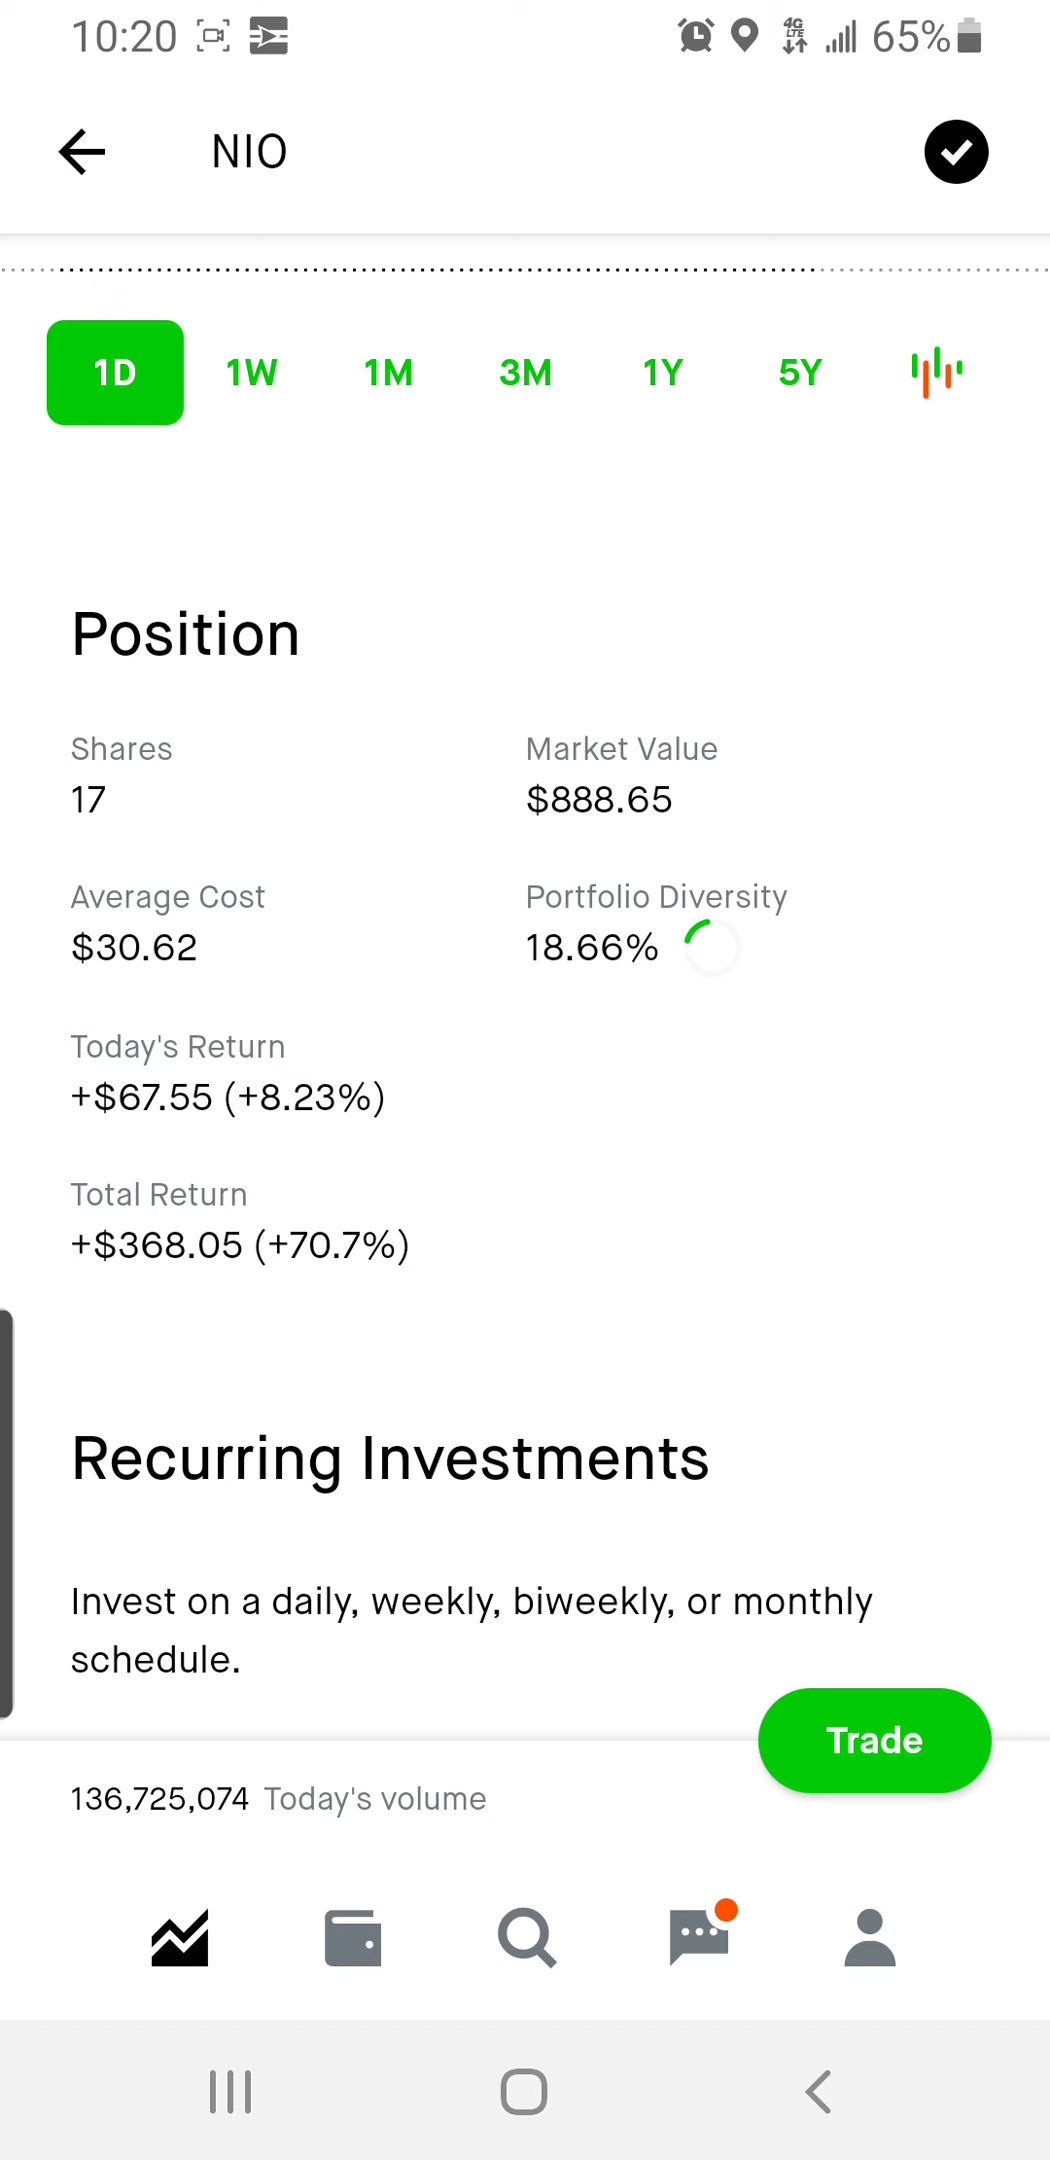 10:20 4G LTE 65%
NIO
1D 1W 1M 3M 1Y 5Y
Position
Shares Market Value
17 $888.65
Average Cost Portfolio Diversity
$30.62 18.66%
Today's Return
+$67.55 (+8.23%)
Total Return
+$368.05 (+70.7%)
Recurring Investments
Invest on a daily, weekly, biweekly, or monthly
schedule.
Trade
136,725,074 Today's volume